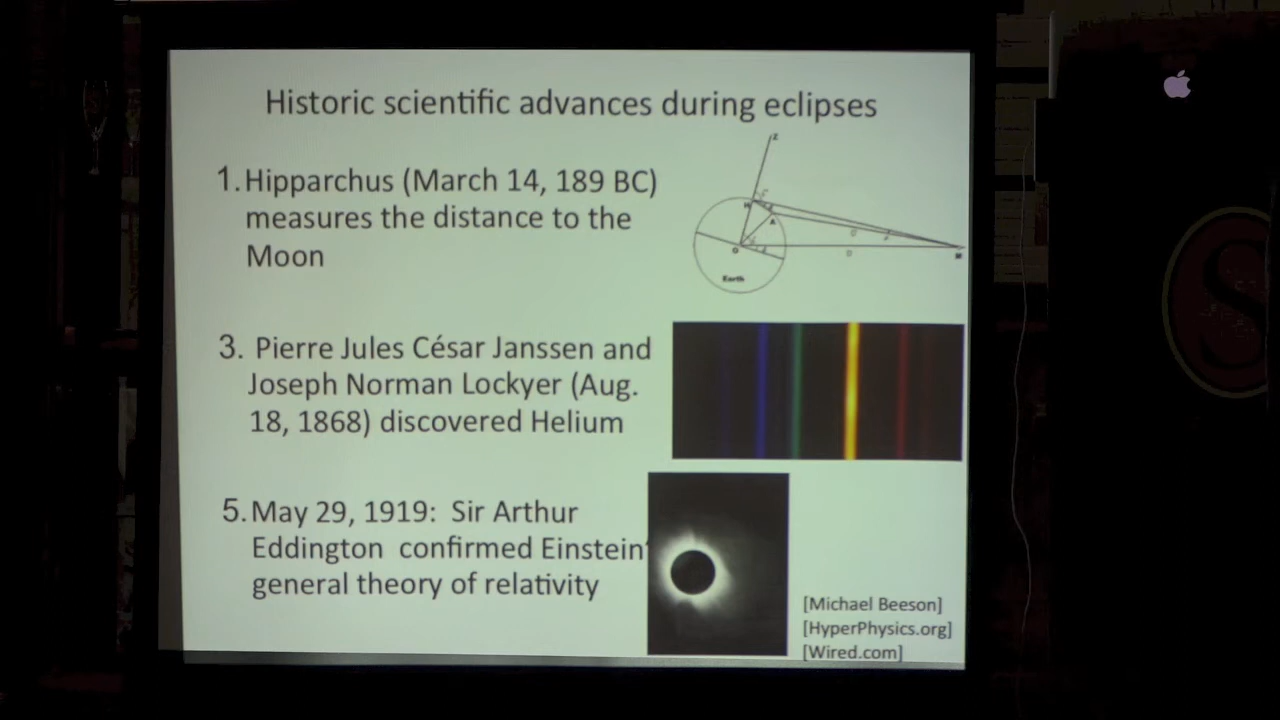 Historic scientific advances during eclipses
1. Hipparchus (March 14, 189 BC)
measures the distance to the
Moon
Z
H
A
O
D
M
Earth
3. Pierre Jules César Janssen and
Joseph Norman Lockyer (Aug.
18, 1868) discovered Helium
5. May 29, 1919: Sir Arthur
Eddington confirmed Einstein'
general theory of relativity
[Michael Beeson]
[HyperPhysics.org]
[Wired.com]
S